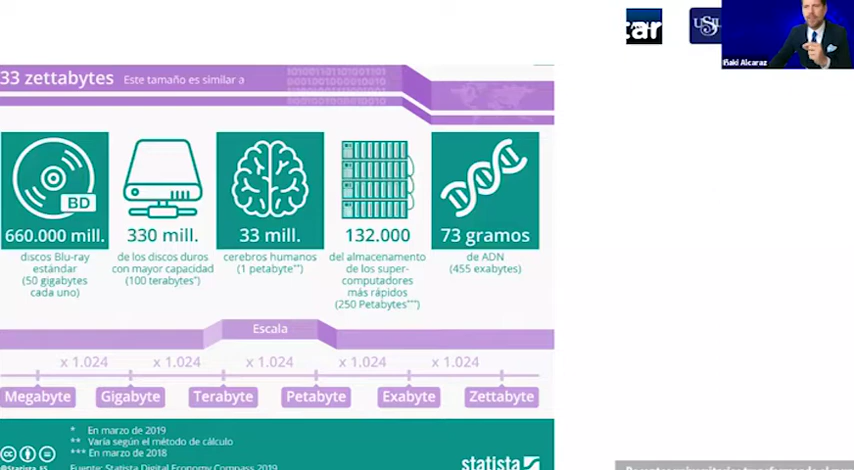 USIL
Iñaki Alcaraz
33 zettabytes Este tamaño es similar a
BD
660.000 mill.
discos Blu-ray
estándar
(50 gigabytes
cada uno)
330 mill.
de los discos duros
con mayor capacidad
(100 terabytes*)
33 mill.
cerebros humanos
(1 petabyte**)
132.000
del almacenamiento
de los super-
computadores
más rápidos
(250 Petabytes***)
73 gramos
de ADN
(455 exabytes)
Escala
x 1.024 x 1.024 x 1.024 x 1.024 x 1.024
Megabyte Gigabyte Terabyte Petabyte Exabyte Zettabyte
* En marzo de 2019
** Varía según el método de cálculo
*** En marzo de 2018
@Statista_ES
Fuente: Statista Digital Economy Compass 2019
statista